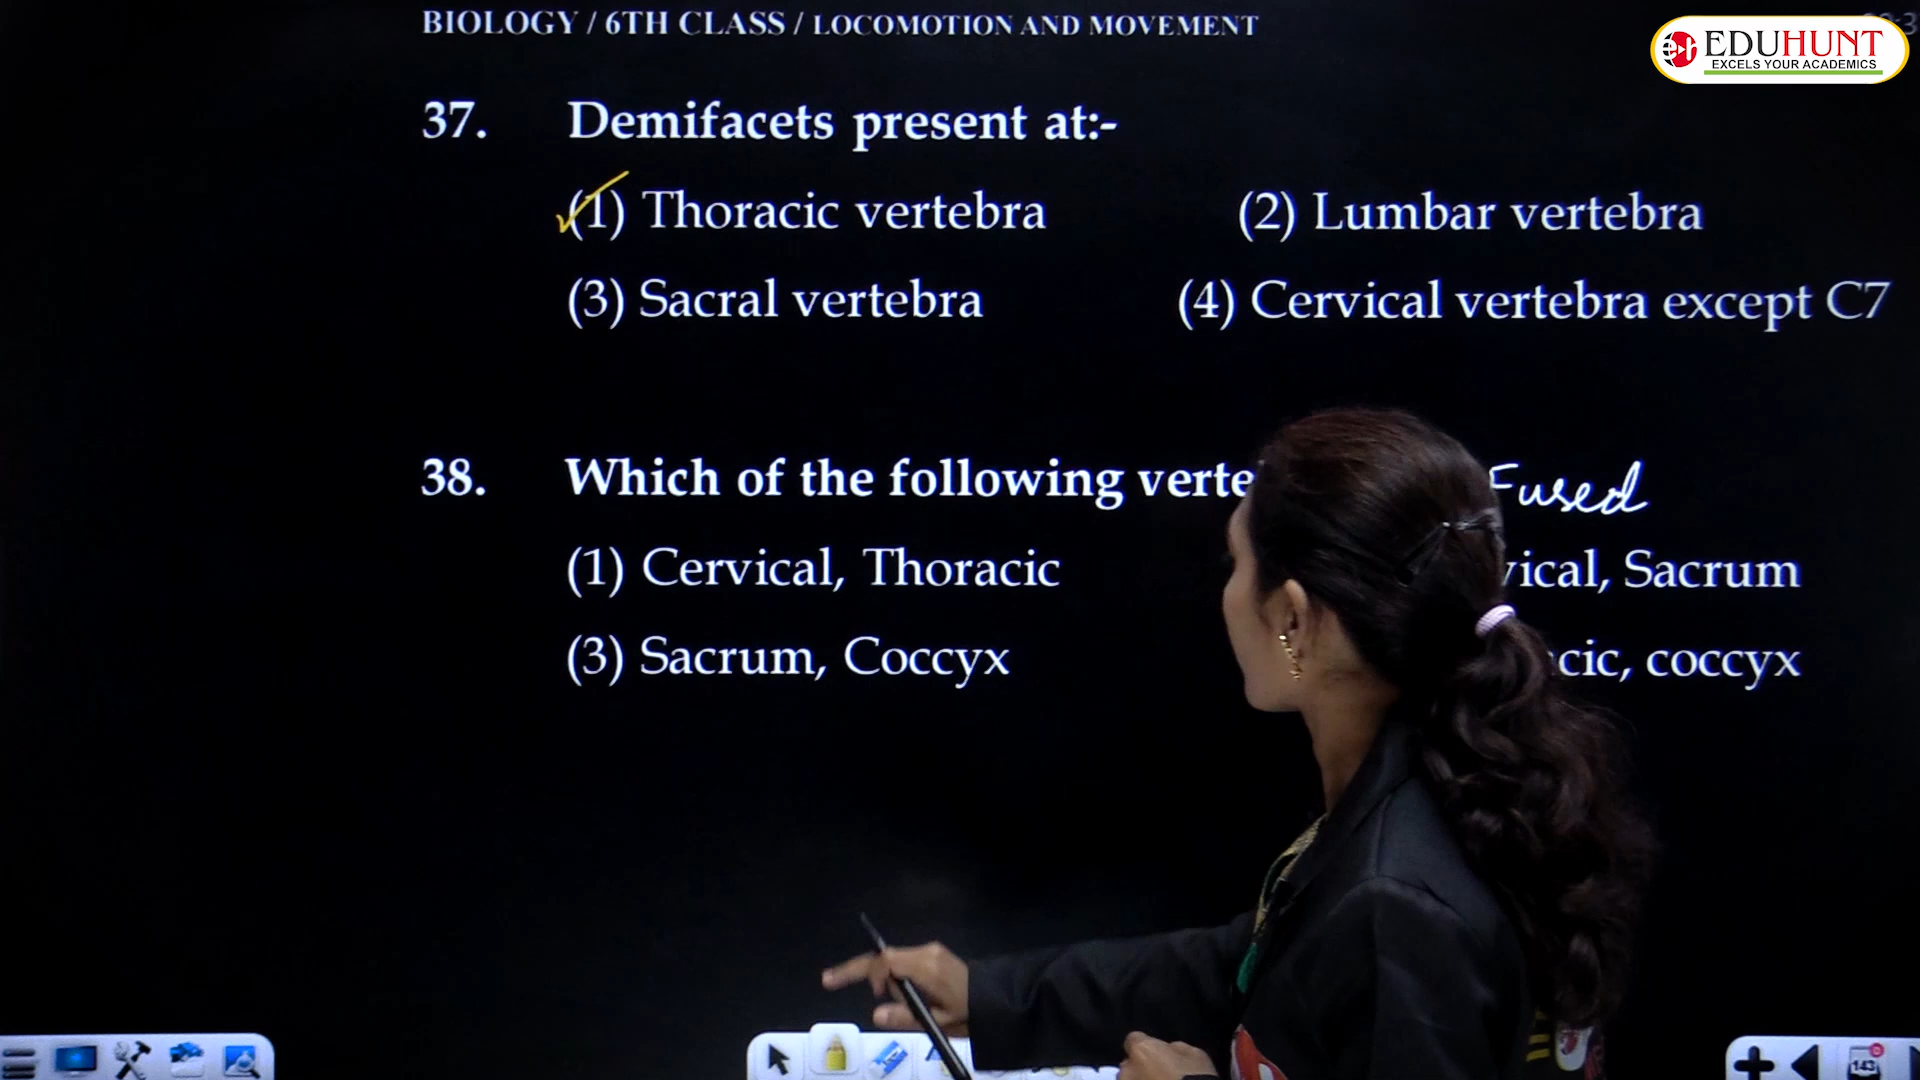 BIOLOGY / 6TH CLASS / LOCOMOTION AND MOVEMENT
EDUHUNT
EXCELS YOUR ACADEMICS
37. Demifacets present at:-
(1) Thoracic vertebra (2) Lumbar vertebra
(3) Sacral vertebra (4) Cervical vertebra except C7
38. Which of the following verte Fused
(1) Cervical, Thoracic vical, Sacrum
(3) Sacrum, Coccyx cic, coccyx
143